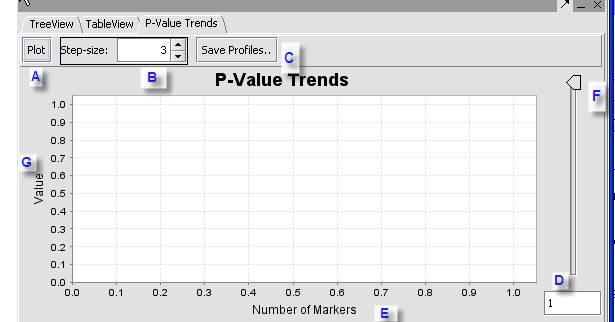 TreeView TableView P-Value Trends
Plot Step-size: 3 Save Profiles..
A B C
P-Value Trends
F
1.0
0.9
0.8
0.7
0.6
0.5
0.4
0.3
0.2
0.1
0.0
G
Value
0.0 0.1 0.2 0.3 0.4 0.5 0.6 0.7 0.8 0.9 1.0
Number of Markers
E
D
1